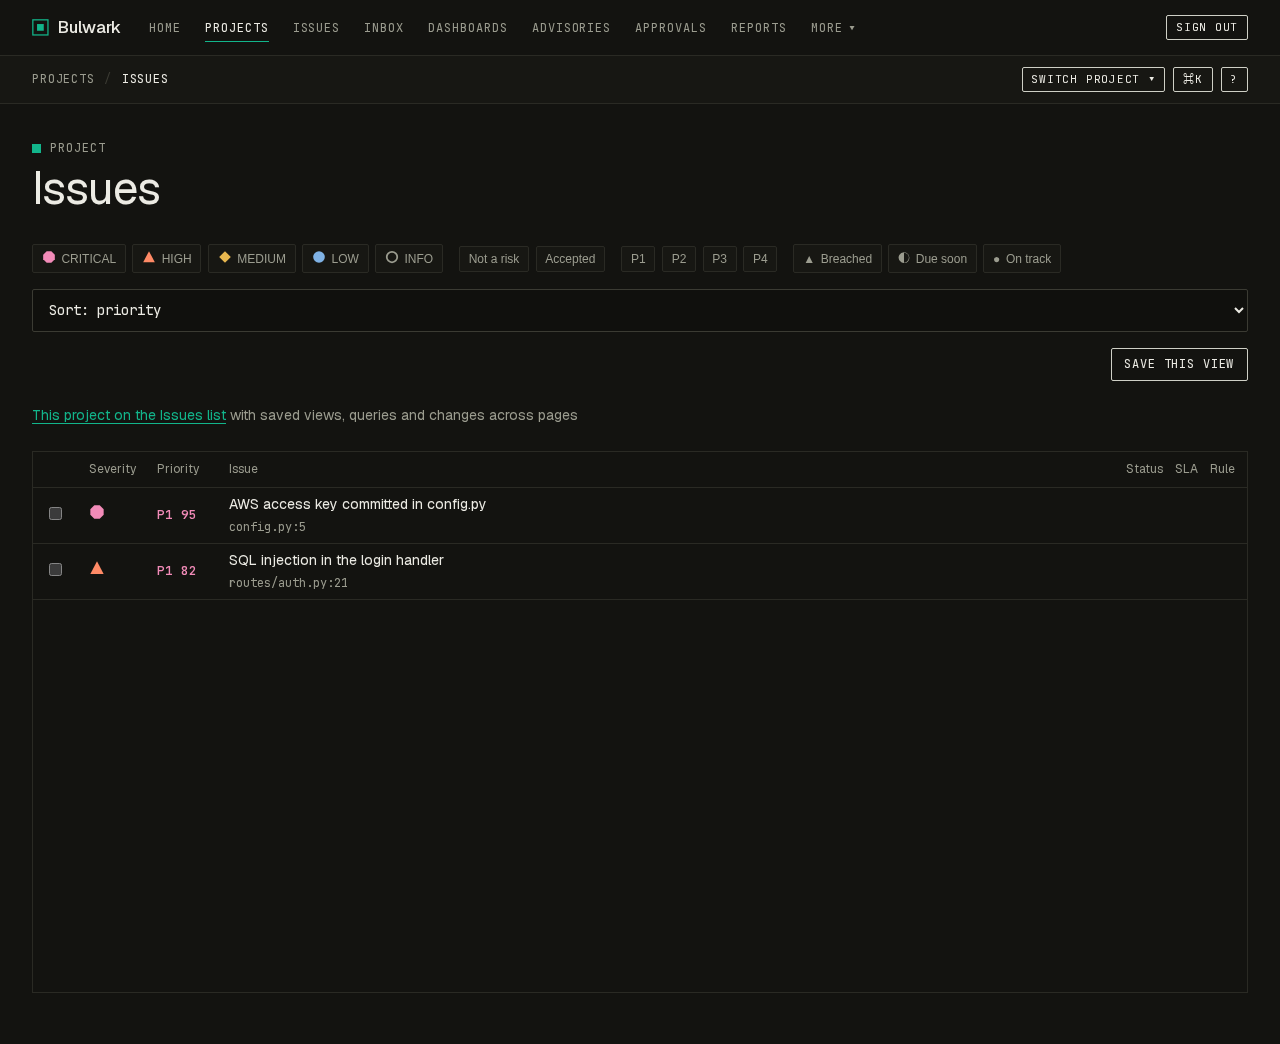 Bulwark HOME PROJECTS ISSUES INBOX DASHBOARDS ADVISORIES APPROVALS REPORTS MORE ▾ SIGN OUT
PROJECTS / ISSUES SWITCH PROJECT ▾ ⌘K ?
PROJECT
Issues
CRITICAL HIGH MEDIUM LOW INFO Not a risk Accepted P1 P2 P3 P4 ▲ Breached ◐ Due soon ● On track
Sort: priority
SAVE THIS VIEW
This project on the Issues list with saved views, queries and changes across pages
Severity Priority Issue Status SLA Rule
P1 95 AWS access key committed in config.py
config.py:5
P1 82 SQL injection in the login handler
routes/auth.py:21